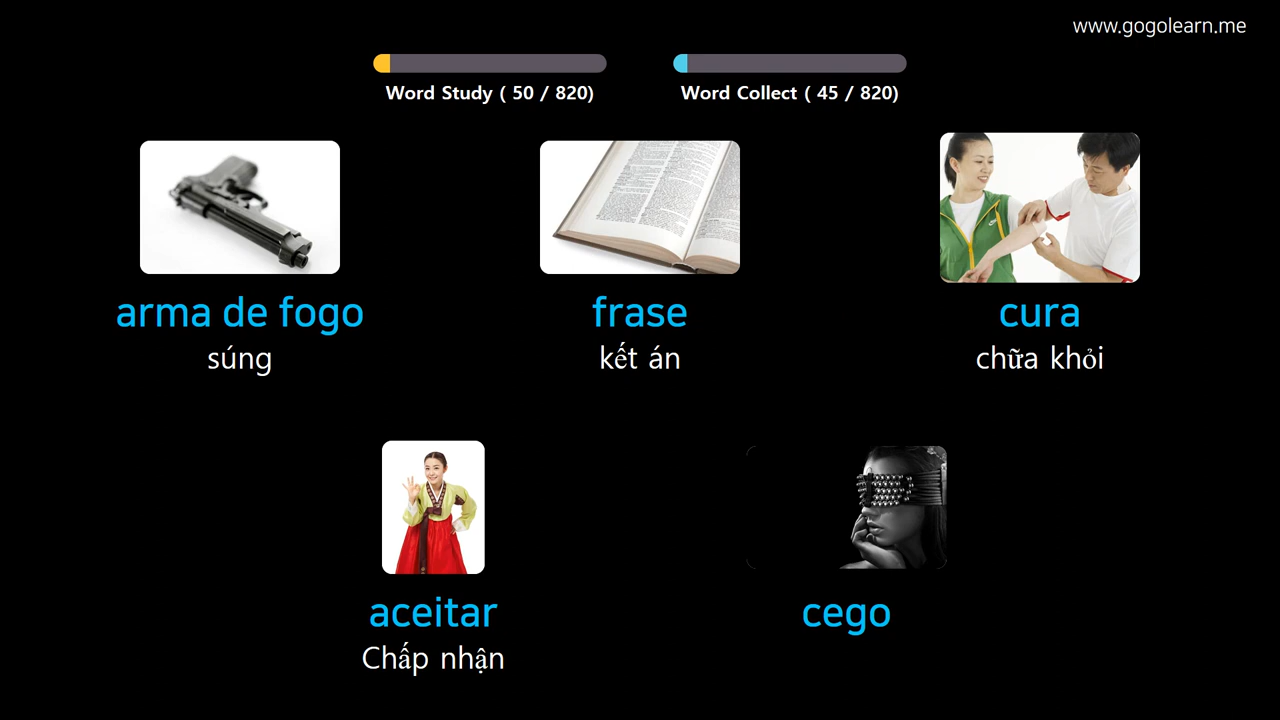 www.gogolearn.me
Word Study ( 50 / 820)
Word Collect ( 45 / 820)
arma de fogo
súng
frase
kết án
cura
chữa khỏi
aceitar
Chấp nhận
cego